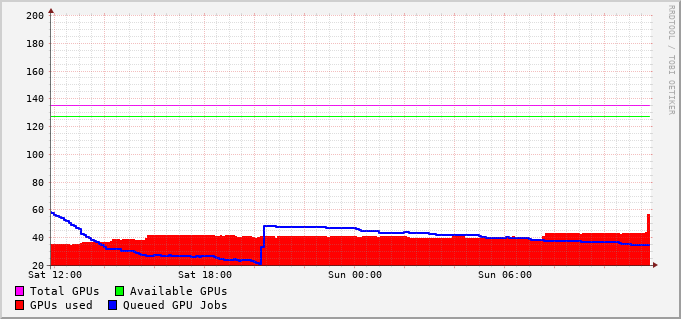 200
180
160
140
120
100
80
60
40
20
Sat 12:00 Sat 18:00 Sun 00:00 Sun 06:00
Total GPUs Available GPUs
GPUs used Queued GPU Jobs
RRDTOOL / TOBI OETIKER